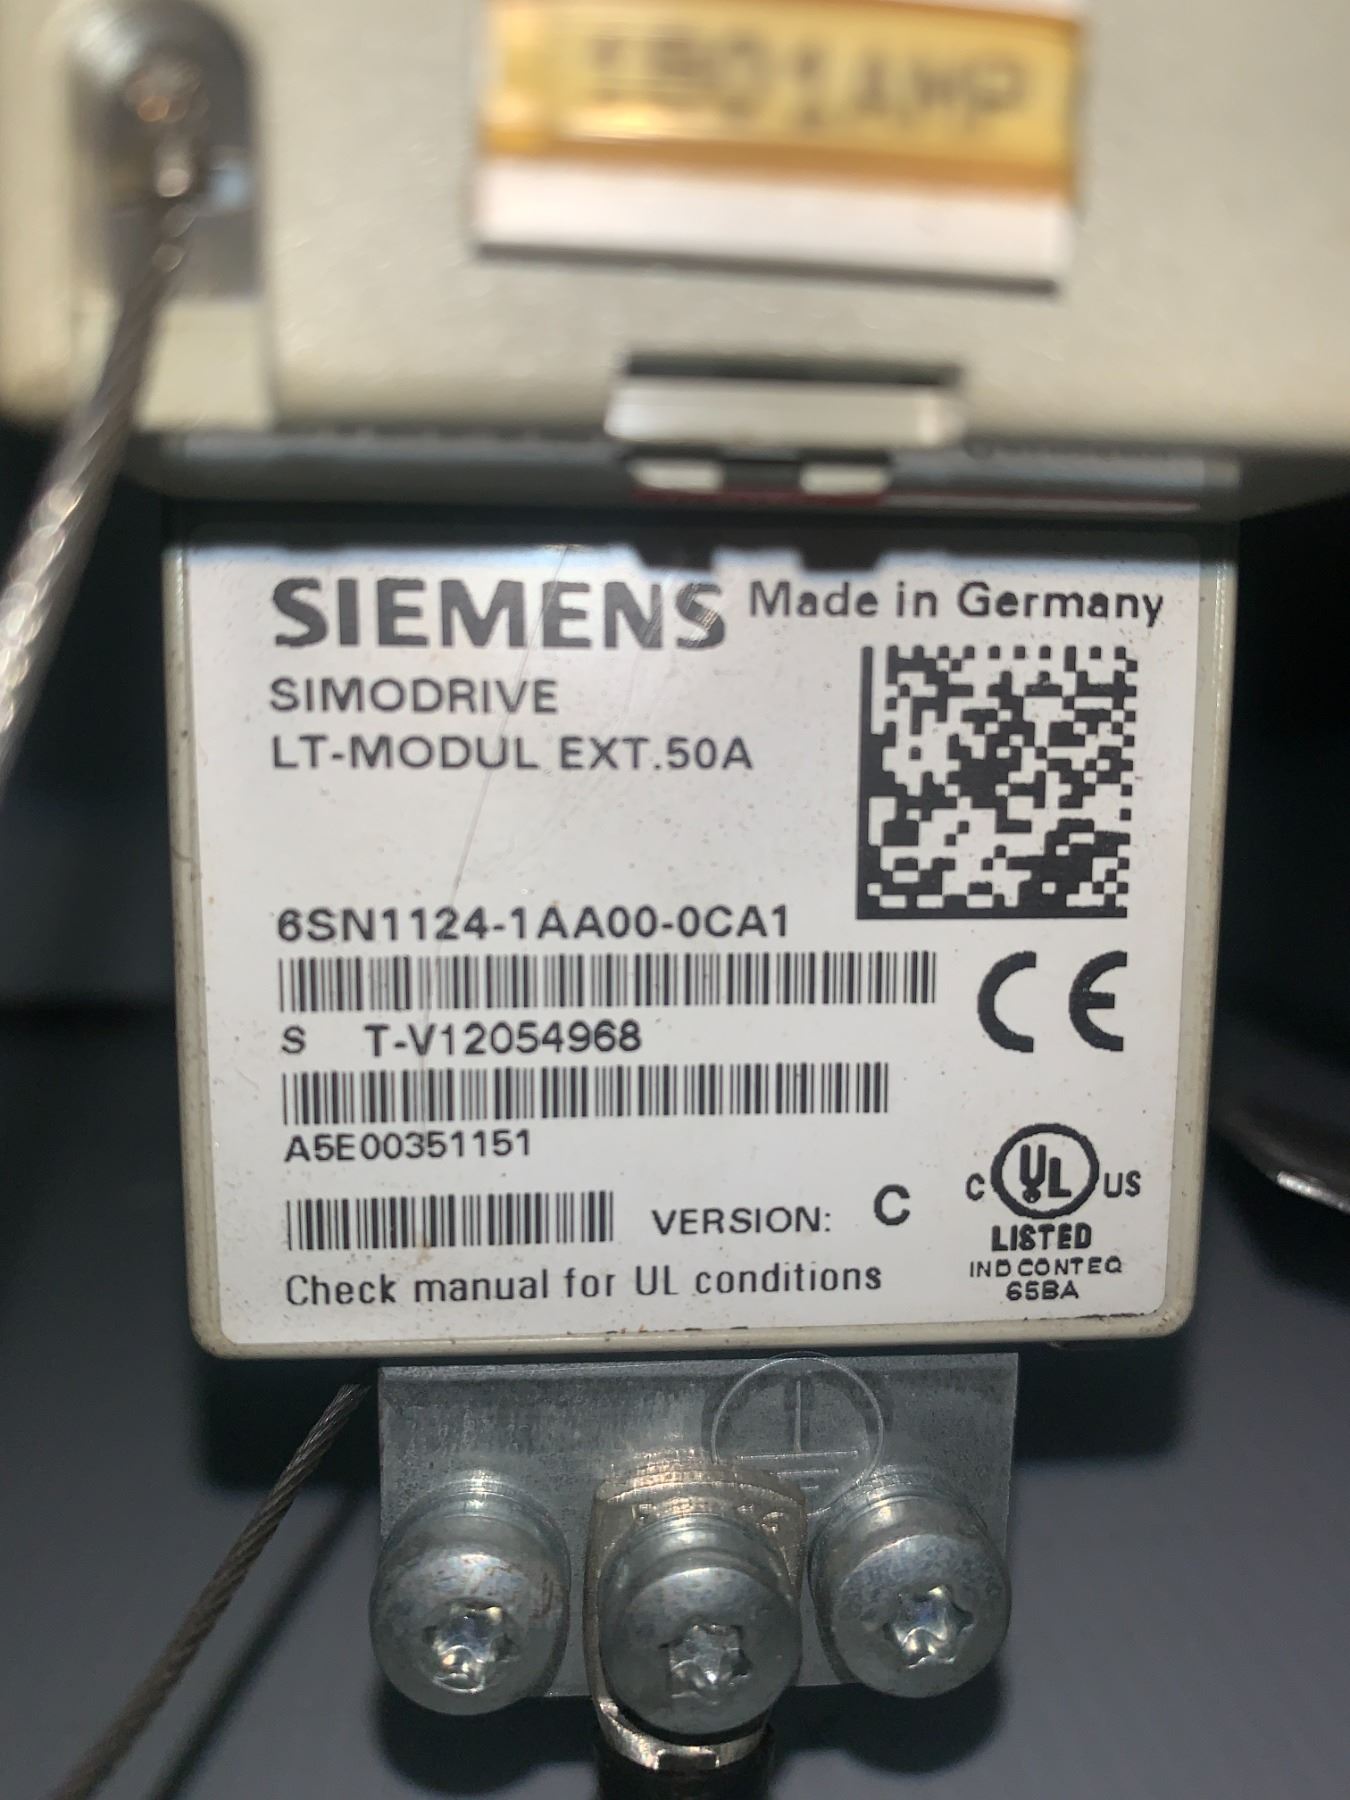 SIEMENS Made in Germany
SIMODRIVE
LT-MODUL EXT.50A
6SN1124-1AA00-0CA1
S T-V12054968
A5E00351151
VERSION: C
Check manual for UL conditions
CE
C UL US
LISTED
IND CONT EQ
65BA